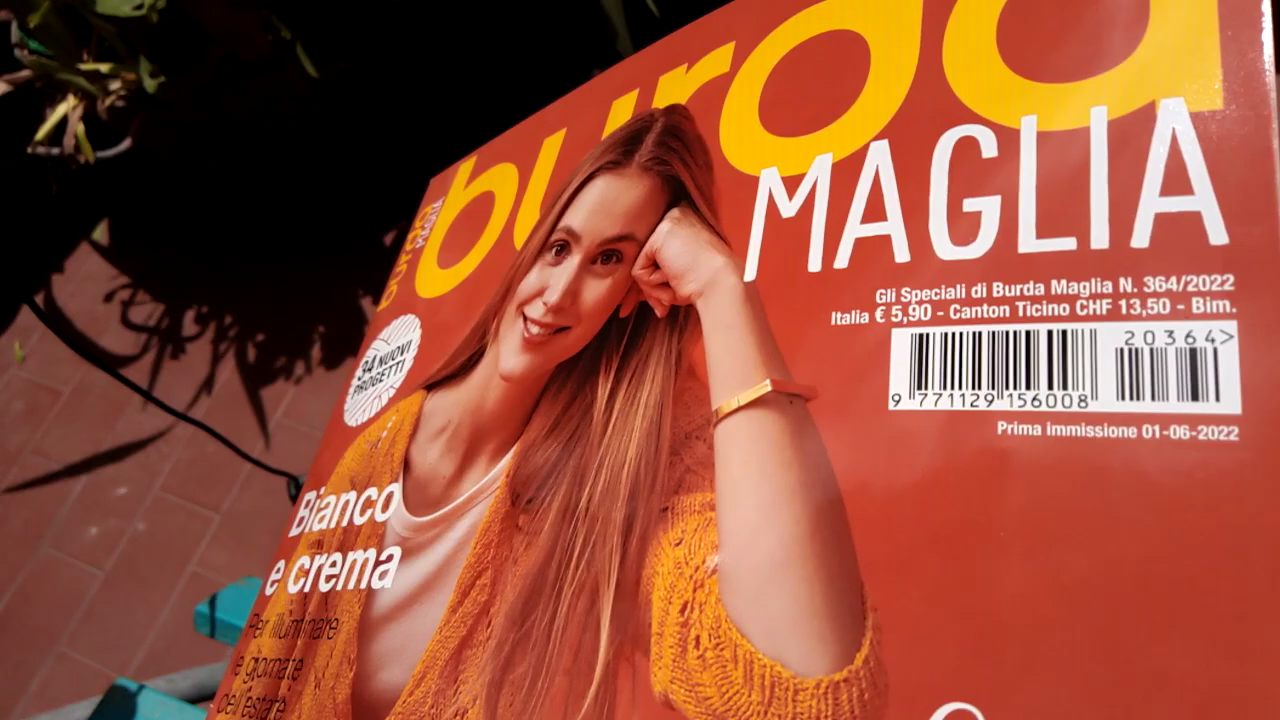 burda
MAGLIA
burda
MAGLIA
Gli Speciali di Burda Maglia N. 364/2022
Italia € 5,90 - Canton Ticino CHF 13,50 - Bim.
20364>
9 771129 156008
Prima immissione 01-06-2022
34 NUOVI
PROGETTI
Bianco
e crema
Per illuminare
e giornate
dell'estate